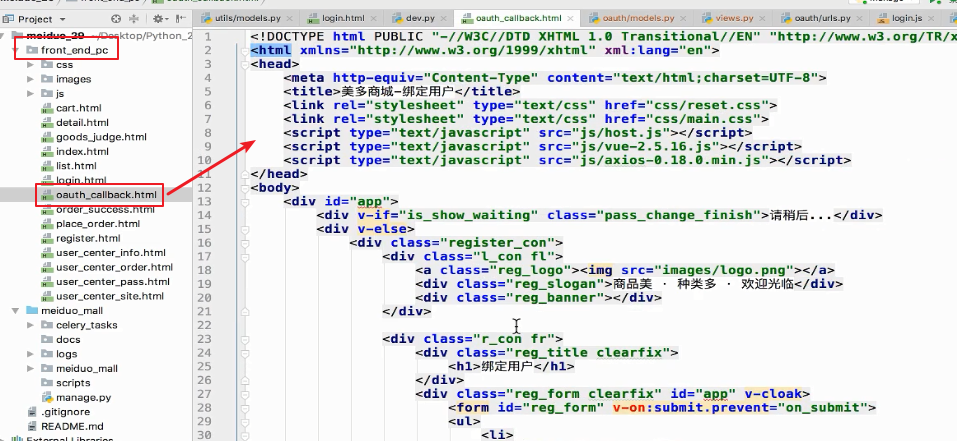 Project
utils/models.py
login.html
dev.py
oauth_callback.html
oauth/models.py
views.py
oauth/urls.py
login.js
meiduo_29 ~/Desktop/Python_2
front_end_pc
css
images
js
cart.html
detail.html
goods_judge.html
index.html
list.html
login.html
oauth_callback.html
order_success.html
place_order.html
register.html
user_center_info.html
user_center_order.html
user_center_pass.html
user_center_site.html
meiduo_mall
celery_tasks
docs
logs
meiduo_mall
scripts
manage.py
.gitignore
README.md
External Libraries
1 <!DOCTYPE html PUBLIC "-//W3C//DTD XHTML 1.0 Transitional//EN" "http://www.w3.org/TR/x
2 <html xmlns="http://www.w3.org/1999/xhtml" xml:lang="en">
3 <head>
4 <meta http-equiv="Content-Type" content="text/html;charset=UTF-8">
5 <title>美多商城-绑定用户</title>
6 <link rel="stylesheet" type="text/css" href="css/reset.css">
7 <link rel="stylesheet" type="text/css" href="css/main.css">
8 <script type="text/javascript" src="js/host.js"></script>
9 <script type="text/javascript" src="js/vue-2.5.16.js"></script>
10 <script type="text/javascript" src="js/axios-0.18.0.min.js"></script>
11 </head>
12 <body>
13 <div id="app">
14 <div v-if="is_show_waiting" class="pass_change_finish">请稍后...</div>
15 <div v-else>
16 <div class="register_con">
17 <div class="l_con fl">
18 <a class="reg_logo"><img src="images/logo.png"></a>
19 <div class="reg_slogan">商品美 · 种类多 · 欢迎光临</div>
20 <div class="reg_banner"></div>
21 </div>
22
23 <div class="r_con fr">
24 <div class="reg_title clearfix">
25 <h1>绑定用户</h1>
26 </div>
27 <div class="reg_form clearfix" id="app" v-cloak>
28 <form id="reg_form" v-on:submit.prevent="on_submit">
29 <ul>
30 <li>